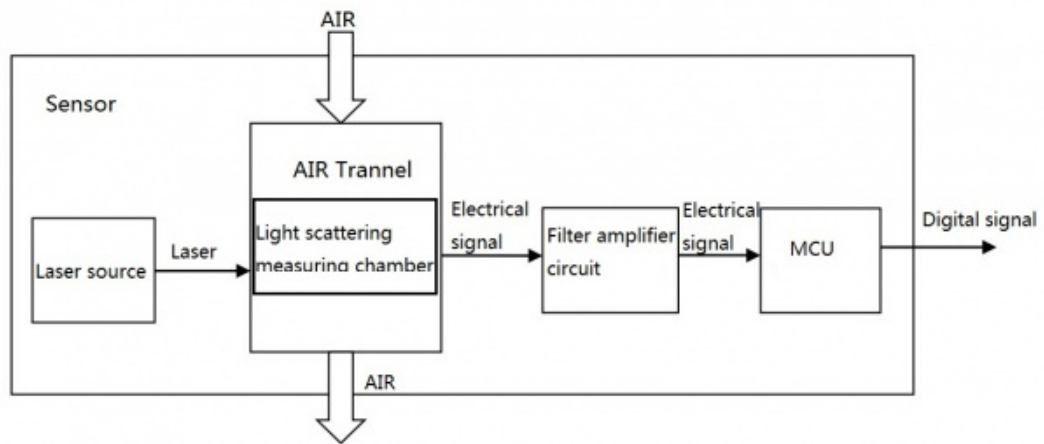 AIR
Sensor
AIR Trannel
Laser source
Laser
Light scattering
measuring chamber
Electrical
signal
Filter amplifier
circuit
Electrical
signal
MCU
Digital signal
AIR